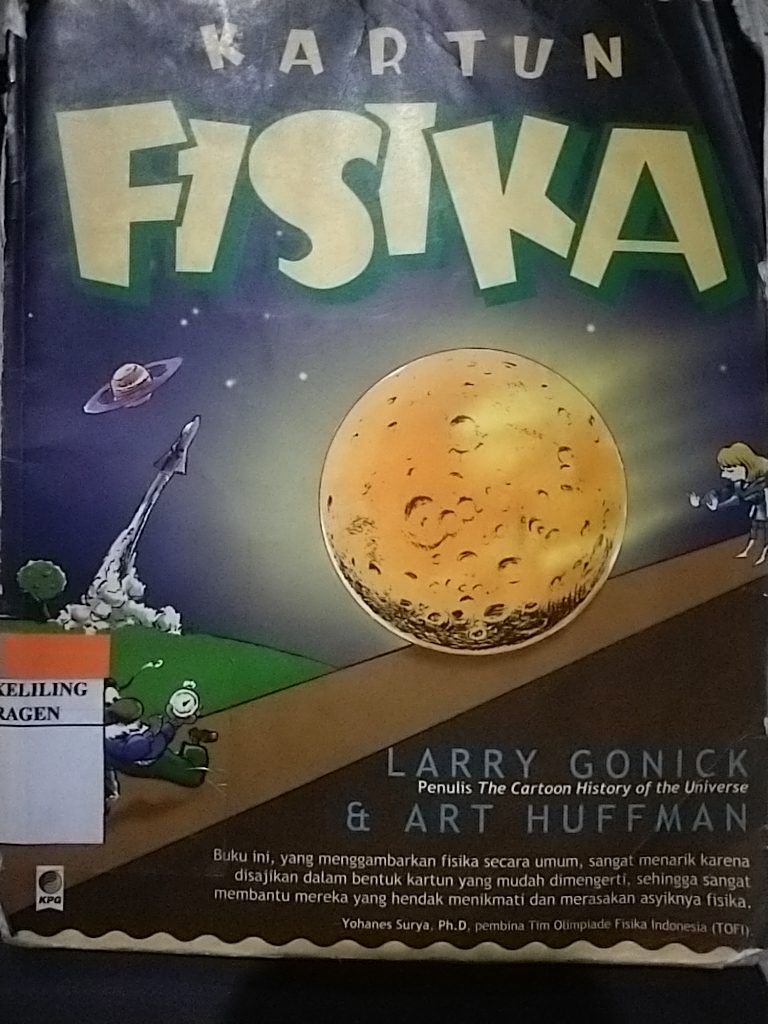 KARTUN
FISIKA
KELILING
RAGEN
LARRY GONICK
Penulis The Cartoon History of the Universe
& ART HUFFMAN
Buku ini, yang menggambarkan fisika secara umum, sangat menarik karena
disajikan dalam bentuk kartun yang mudah dimengerti, sehingga sangat
membantu mereka yang hendak menikmati dan merasakan asyiknya fisika.
Yohanes Surya, Ph.D, pembina Tim Olimpiade Fisika Indonesia (TOFI).
KPG